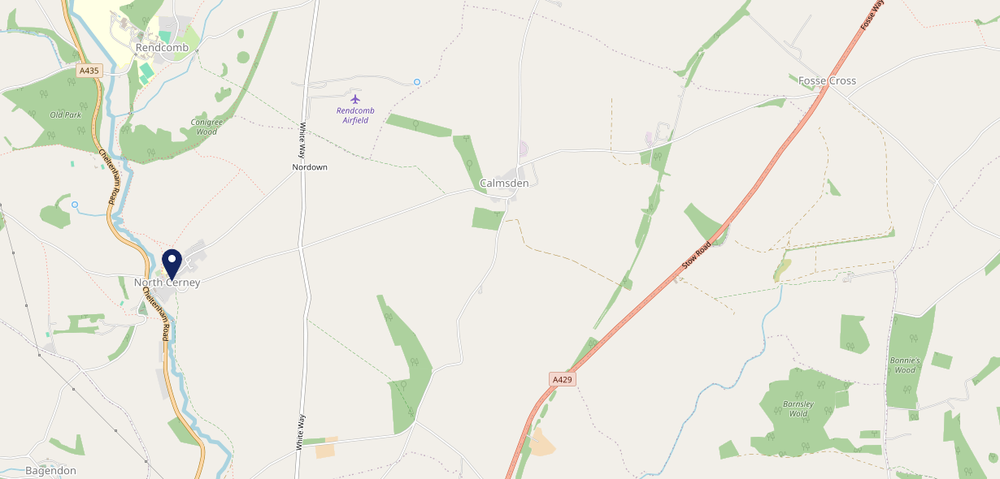 Fosse Way
Rendcomb
A435
Fosse Cross
Rendcomb
Airfield
Old Park
Conigree
Wood
White Way
Cheltenham Road
Nordown
Calmsden
Stow Road
North Cerney
Cheltenham Road
Bonnie's
Wood
A429
Barnsley
Wold
White Way
Bagendon